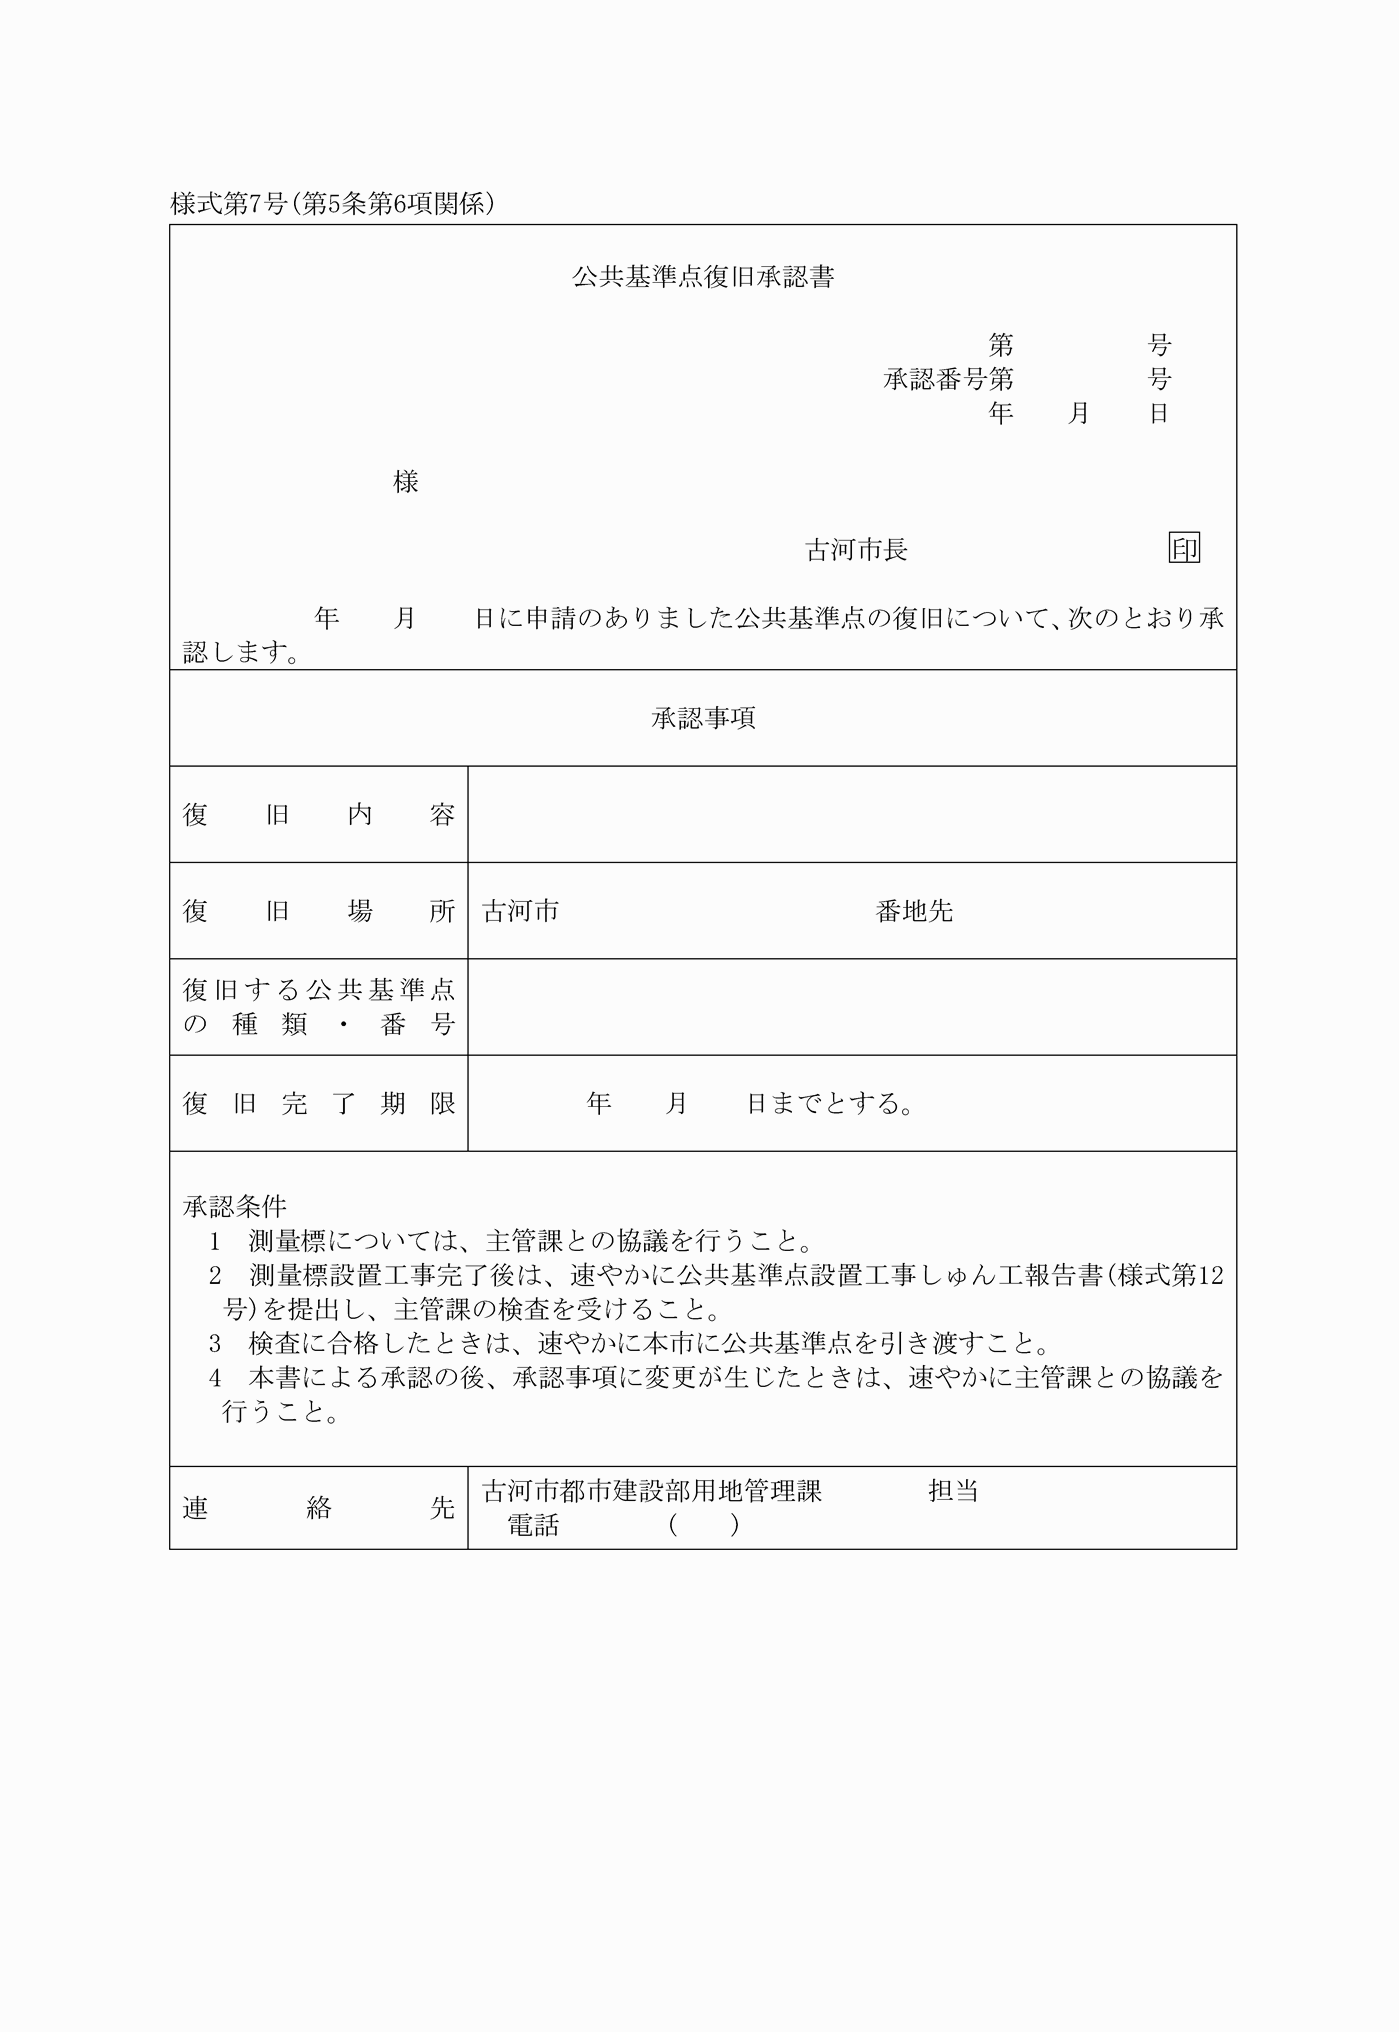 様式第7号(第5条第6項関係)
公共基準点復旧承認書
第　　　　　号
承認番号第　　　　　号
年　　月　　日
様
古河市長　　　　　　　　　　印
年　　月　　日に申請のありました公共基準点の復旧について、次のとおり承
認します。
承認事項
復旧内容
復旧場所　古河市　　　　　　　　　　　　番地先
復旧する公共基準点
の種類・番号
復旧完了期限　　　　年　　月　　日までとする。
承認条件
1　測量標については、主管課との協議を行うこと。
2　測量標設置工事完了後は、速やかに公共基準点設置工事しゅん工報告書(様式第12
号)を提出し、主管課の検査を受けること。
3　検査に合格したときは、速やかに本市に公共基準点を引き渡すこと。
4　本書による承認の後、承認事項に変更が生じたときは、速やかに主管課との協議を
行うこと。
連絡先
古河市都市建設部用地管理課　　　　担当
電話　　　　(　　)